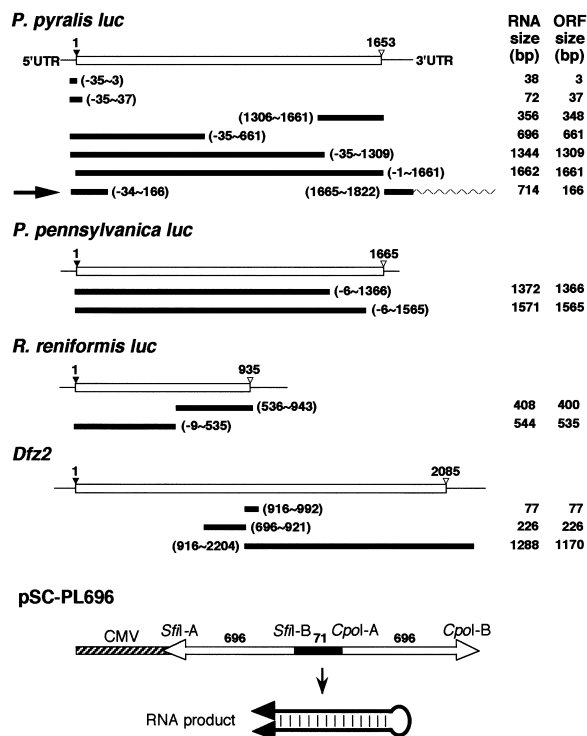 P. pyralis luc
RNA size (bp)
ORF size (bp)
1 1653
5'UTR 3'UTR
(-35~3) 38 3
(-35~37) 72 37
(1306~1661) 356 348
(-35~661) 696 661
(-35~1309) 1344 1309
(-1~1661) 1662 1661
(-34~166) (1665~1822) 714 166
P. pennsylvanica luc
1 1665
(-6~1366) 1372 1366
(-6~1565) 1571 1565
R. reniformis luc
1 935
(536~943) 408 400
(-9~535) 544 535
Dfz2
1 2085
(916~992) 77 77
(696~921) 226 226
(916~2204) 1288 1170
pSC-PL696
CMV SfiI-A 696 SfiI-B 71 CpoI-A 696 CpoI-B
RNA product